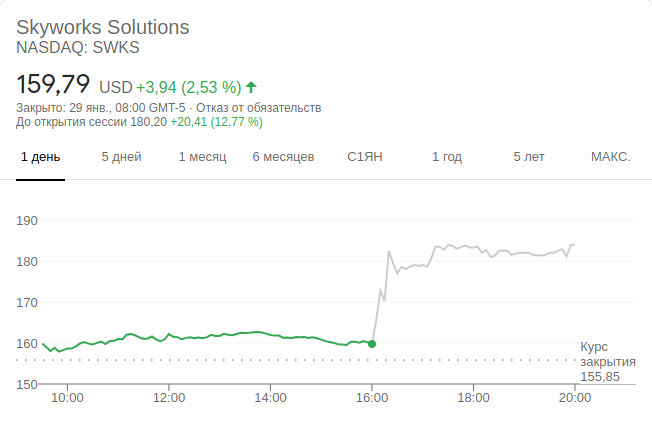 Skyworks Solutions
NASDAQ: SWKS
159,79 USD +3,94 (2,53 %)
Закрыто: 29 янв., 08:00 GMT-5 · Отказ от обязательств
До открытия сессии 180,20 +20,41 (12,77 %)
1 день 5 дней 1 месяц 6 месяцев С1ЯН 1 год 5 лет МАКС.
190
180
170
160
Курс
закрытия
155,85
150
10:00 12:00 14:00 16:00 18:00 20:00